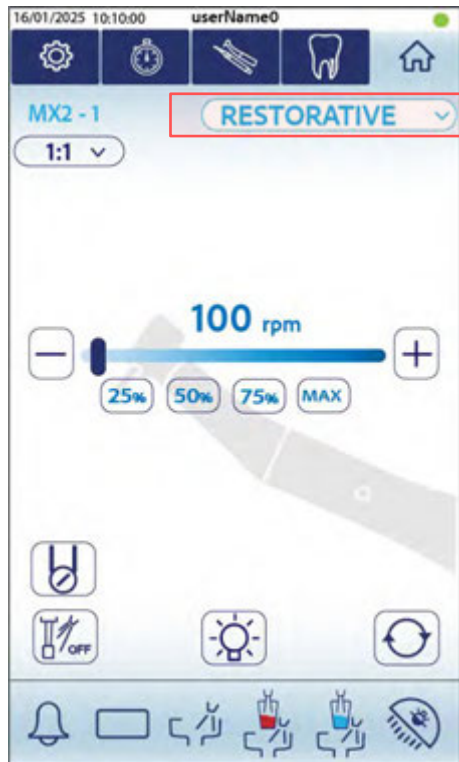 16/01/2025 10:10:00 userName0
MX2 - 1 RESTORATIVE
1:1
100 rpm
25% 50% 75% MAX
OFF